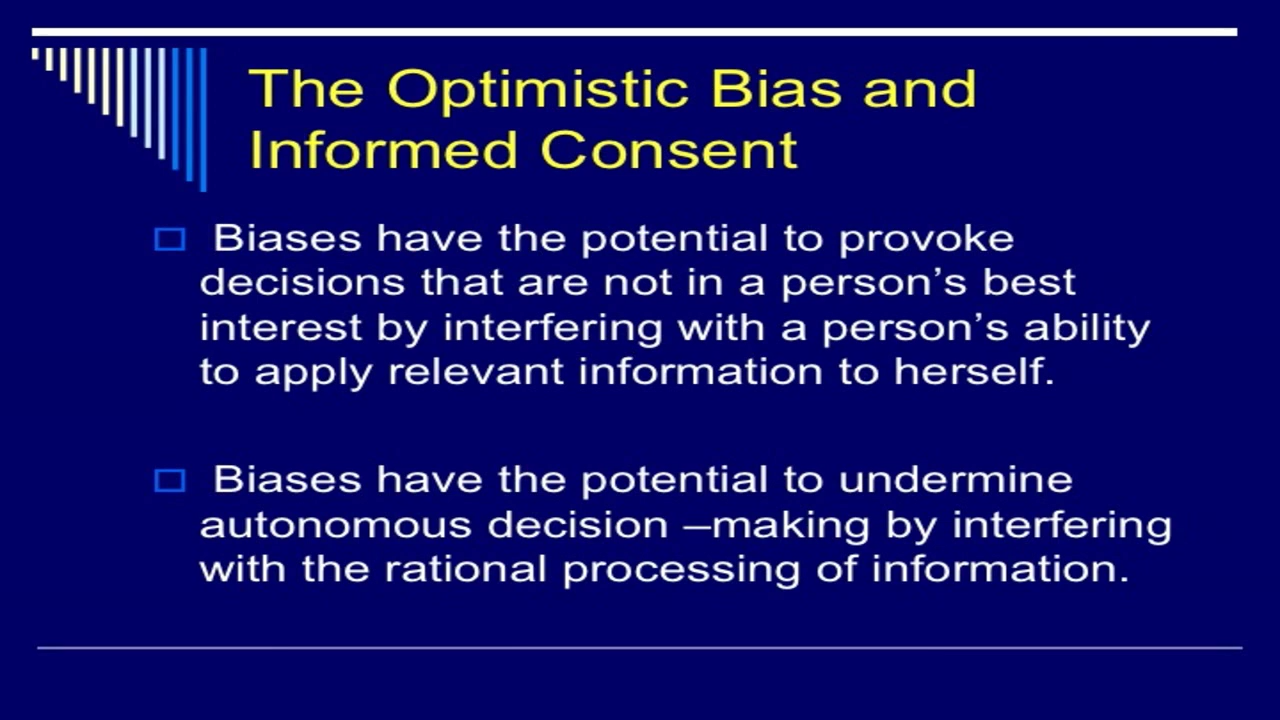 The Optimistic Bias and
Informed Consent
Biases have the potential to provoke
decisions that are not in a person’s best
interest by interfering with a person’s ability
to apply relevant information to herself.
Biases have the potential to undermine
autonomous decision –making by interfering
with the rational processing of information.